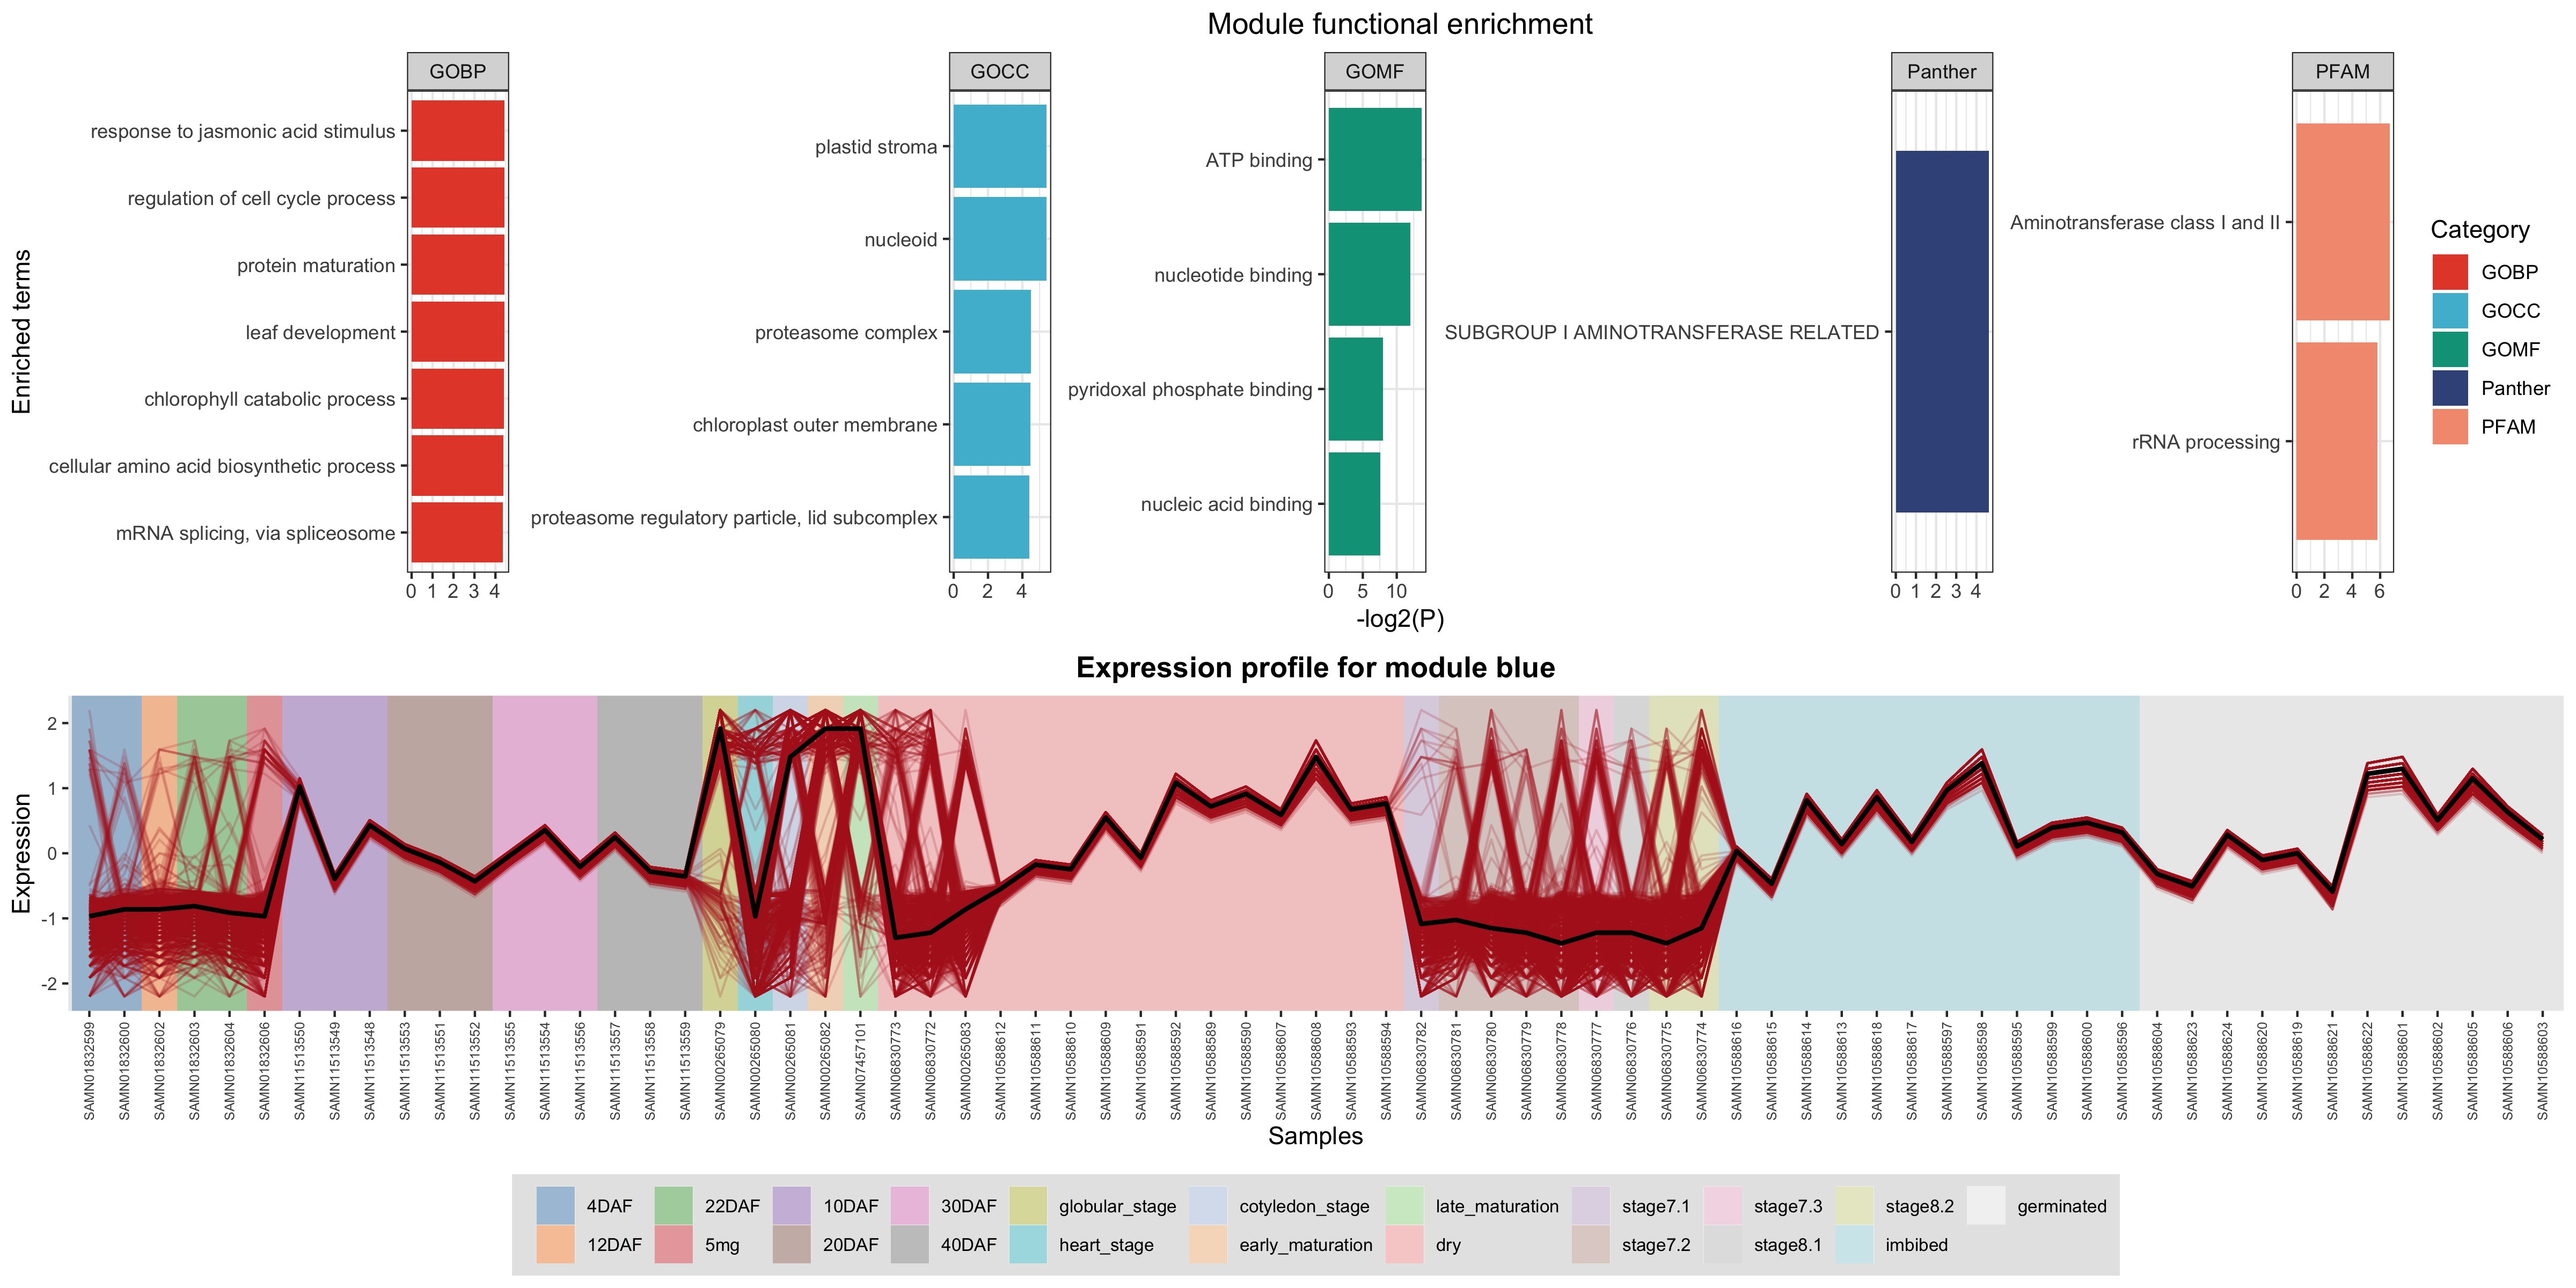 Module functional enrichment
GOBP
GOCC
GOMF
Panther
PFAM
Enriched terms
response to jasmonic acid stimulus
regulation of cell cycle process
protein maturation
leaf development
chlorophyll catabolic process
cellular amino acid biosynthetic process
mRNA splicing, via spliceosome
0 1 2 3 4
plastid stroma
nucleoid
proteasome complex
chloroplast outer membrane
proteasome regulatory particle, lid subcomplex
0 2 4
ATP binding
nucleotide binding
pyridoxal phosphate binding
nucleic acid binding
0 5 10
SUBGROUP I AMINOTRANSFERASE RELATED
0 1 2 3 4
Aminotransferase class I and II
rRNA processing
0 2 4 6
-log2(P)
Category
GOBP
GOCC
GOMF
Panther
PFAM
Expression profile for module blue
Expression
2
1
0
-1
-2
SAMN01832599
SAMN01832600
SAMN01832602
SAMN01832603
SAMN01832604
SAMN01832606
SAMN11513550
SAMN11513549
SAMN11513548
SAMN11513553
SAMN11513551
SAMN11513552
SAMN11513555
SAMN11513554
SAMN11513556
SAMN11513557
SAMN11513558
SAMN11513559
SAMN00265079
SAMN00265080
SAMN00265081
SAMN00265082
SAMN07457101
SAMN06830773
SAMN06830772
SAMN00265083
SAMN10588612
SAMN10588611
SAMN10588610
SAMN10588609
SAMN10588591
SAMN10588592
SAMN10588589
SAMN10588590
SAMN10588607
SAMN10588608
SAMN10588593
SAMN10588594
SAMN06830782
SAMN06830781
SAMN06830780
SAMN06830779
SAMN06830778
SAMN06830777
SAMN06830776
SAMN06830775
SAMN06830774
SAMN10588616
SAMN10588615
SAMN10588614
SAMN10588613
SAMN10588618
SAMN10588617
SAMN10588597
SAMN10588598
SAMN10588595
SAMN10588599
SAMN10588600
SAMN10588596
SAMN10588604
SAMN10588623
SAMN10588624
SAMN10588620
SAMN10588619
SAMN10588621
SAMN10588622
SAMN10588601
SAMN10588602
SAMN10588605
SAMN10588606
SAMN10588603
Samples
4DAF 22DAF 10DAF 30DAF globular_stage cotyledon_stage late_maturation stage7.1 stage7.3 stage8.2 germinated
12DAF 5mg 20DAF 40DAF heart_stage early_maturation dry stage7.2 stage8.1 imbibed